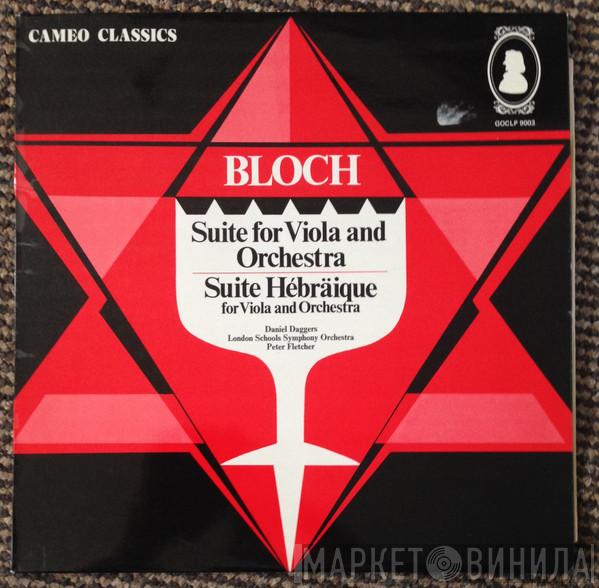 CAMEO CLASSICS
GOCLP 9003
BLOCH
Suite for Viola and
Orchestra
Suite Hébräique
for Viola and Orchestra
Daniel Daggers
London Schools Symphony Orchestra
Peter Fletcher
МАРКЕТ ВИНИЛА